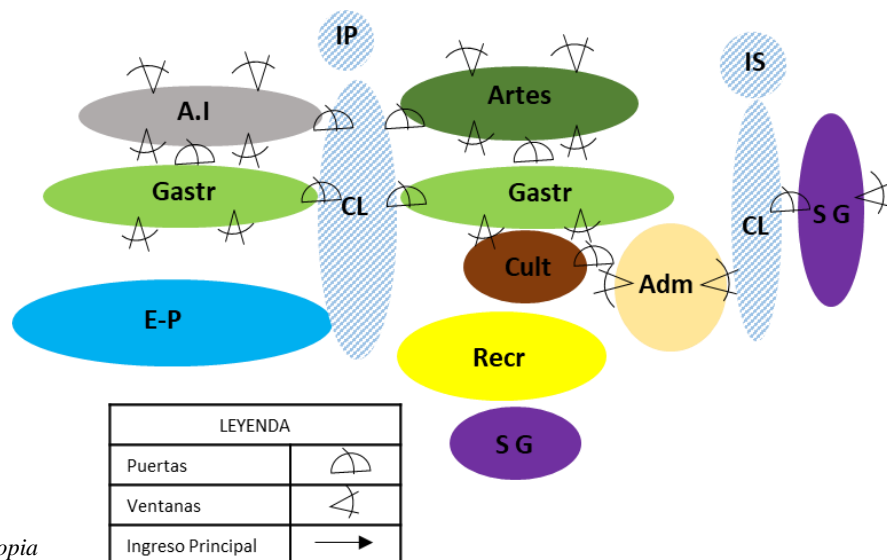 IP
IS
A.I
Artes
Gastr
CL
Gastr
CL
S G
Cult
Adm
E-P
Recr
S G
LEYENDA
Puertas
Ventanas
Ingreso Principal
opia